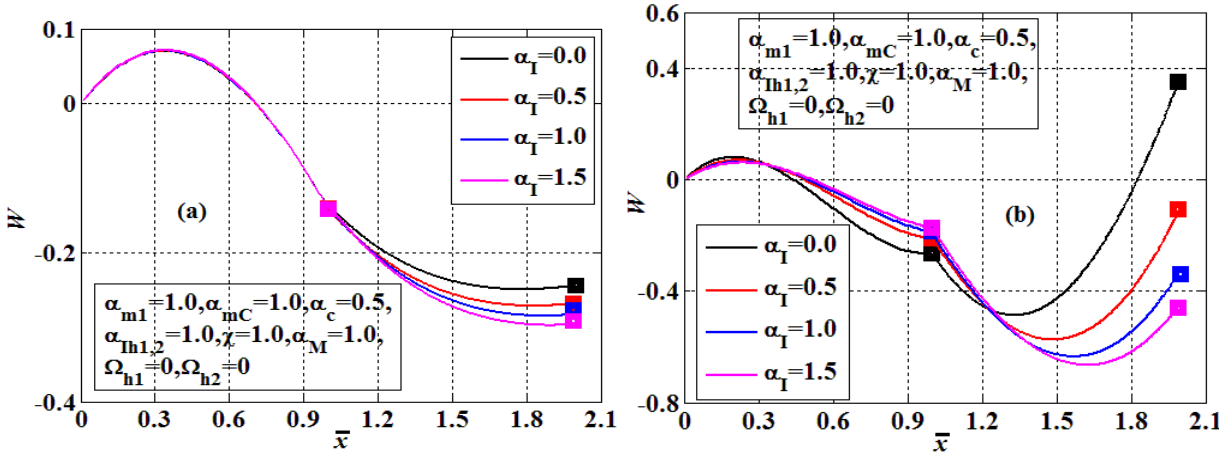 0.1
0
-0.2
-0.4
W
0
0.3
0.6
0.9
1.2
1.5
1.8
2.1
x̅
(a)
α_I=0.0
α_I=0.5
α_I=1.0
α_I=1.5
α_m1=1.0,α_mC=1.0,α_c=0.5,
α_Ih1,2=1.0,χ=1.0,α_M=1.0,
Ω_h1=0,Ω_h2=0
0.6
0.4
0
-0.4
-0.8
W
0
0.3
0.6
0.9
1.2
1.5
1.8
2.1
x̅
(b)
α_m1=1.0,α_mC=1.0,α_c=0.5,
α_Ih1,2=1.0,χ=1.0,α_M=1.0,
Ω_h1=0,Ω_h2=0
α_I=0.0
α_I=0.5
α_I=1.0
α_I=1.5